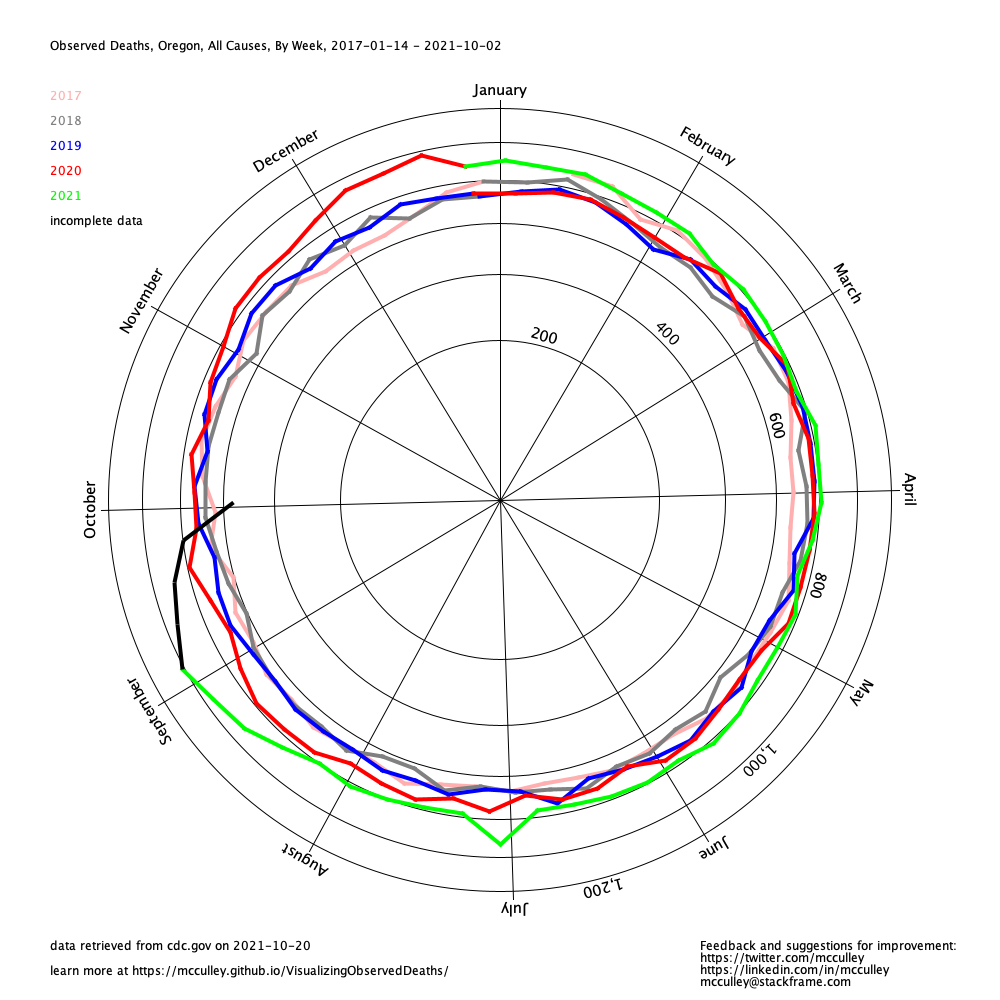 Observed Deaths, Oregon, All Causes, By Week, 2017-01-14 - 2021-10-02
2017
2018
2019
2020
2021
incomplete data
January
February
March
April
May
June
July
August
September
October
November
December
200
400
600
800
1,000
1,200
data retrieved from cdc.gov on 2021-10-20
learn more at https://mcculley.github.io/VisualizingObservedDeaths/
Feedback and suggestions for improvement:
https://twitter.com/mcculley
https://linkedin.com/in/mcculley
mcculley@stackframe.com